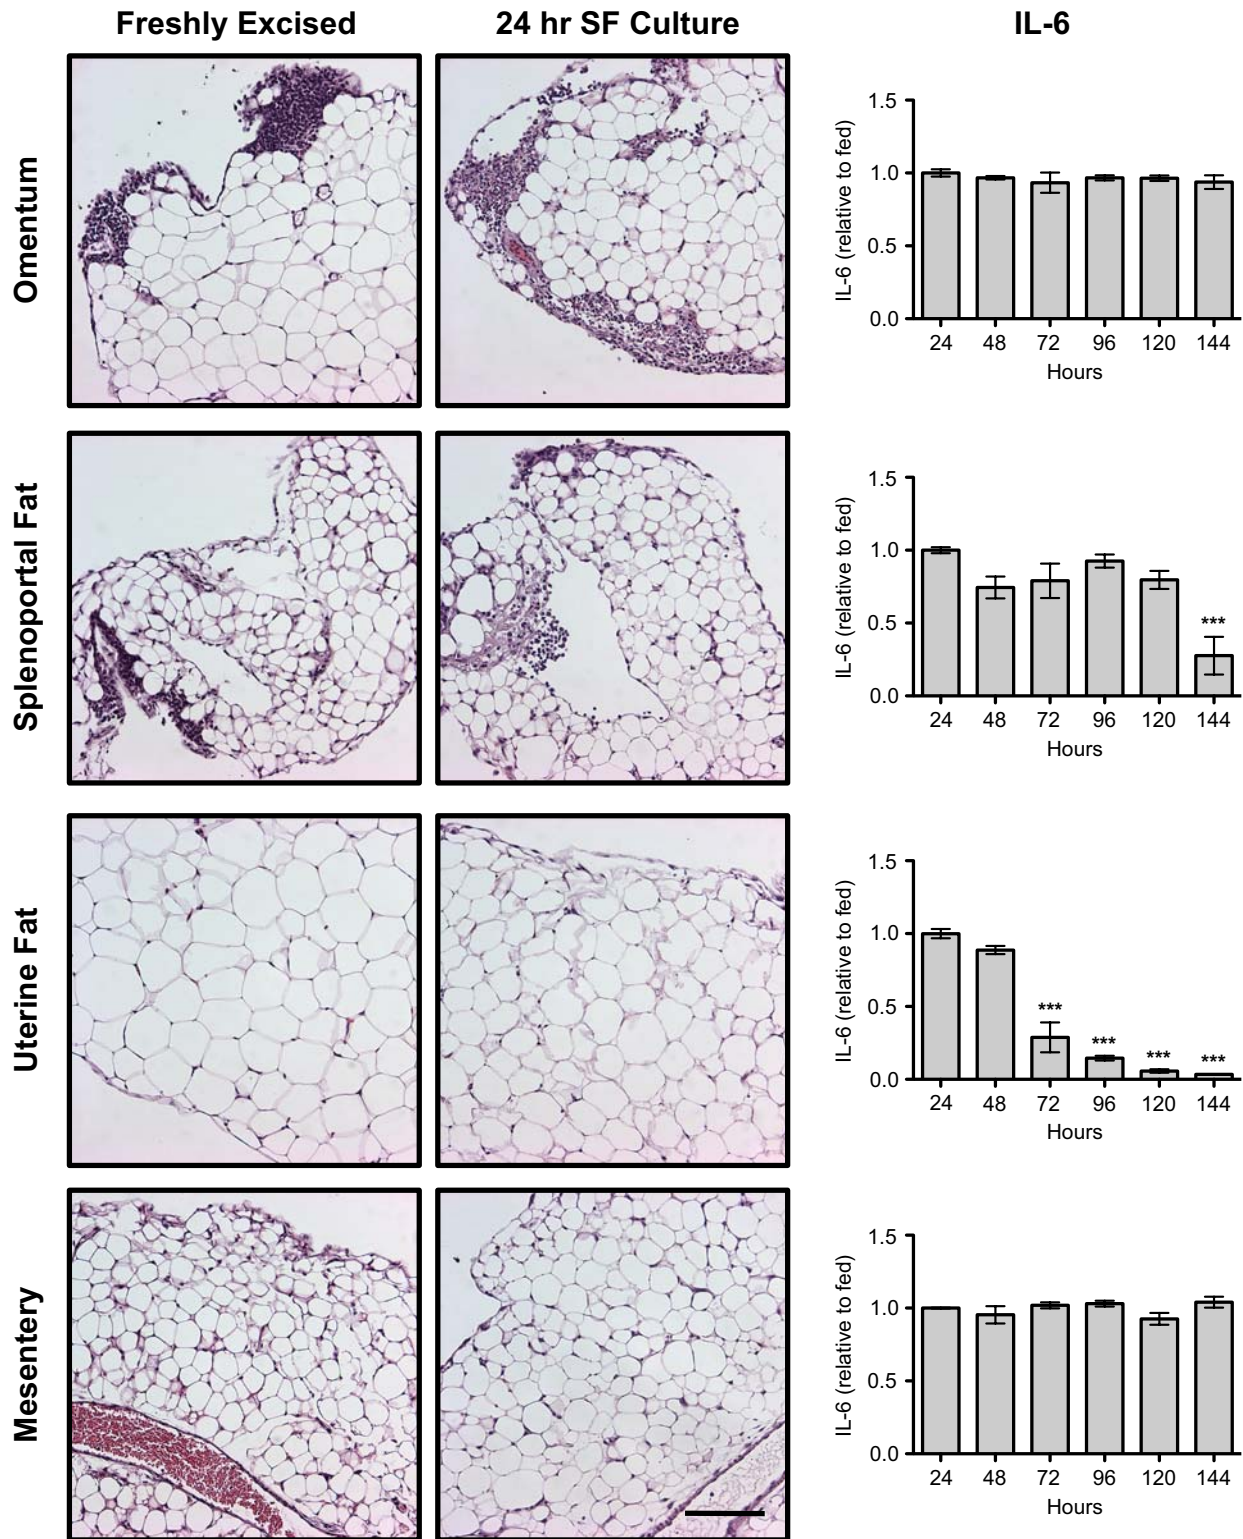 Freshly Excised 24 hr SF Culture IL-6
Omentum
IL-6 (relative to fed)
1.5
1.0
0.5
0.0
24 48 72 96 120 144
Hours
Splenoportal Fat
IL-6 (relative to fed)
1.5
1.0
0.5
0.0
***
24 48 72 96 120 144
Hours
Uterine Fat
IL-6 (relative to fed)
1.5
1.0
0.5
0.0
*** *** *** ***
24 48 72 96 120 144
Hours
Mesentery
IL-6 (relative to fed)
1.5
1.0
0.5
0.0
24 48 72 96 120 144
Hours